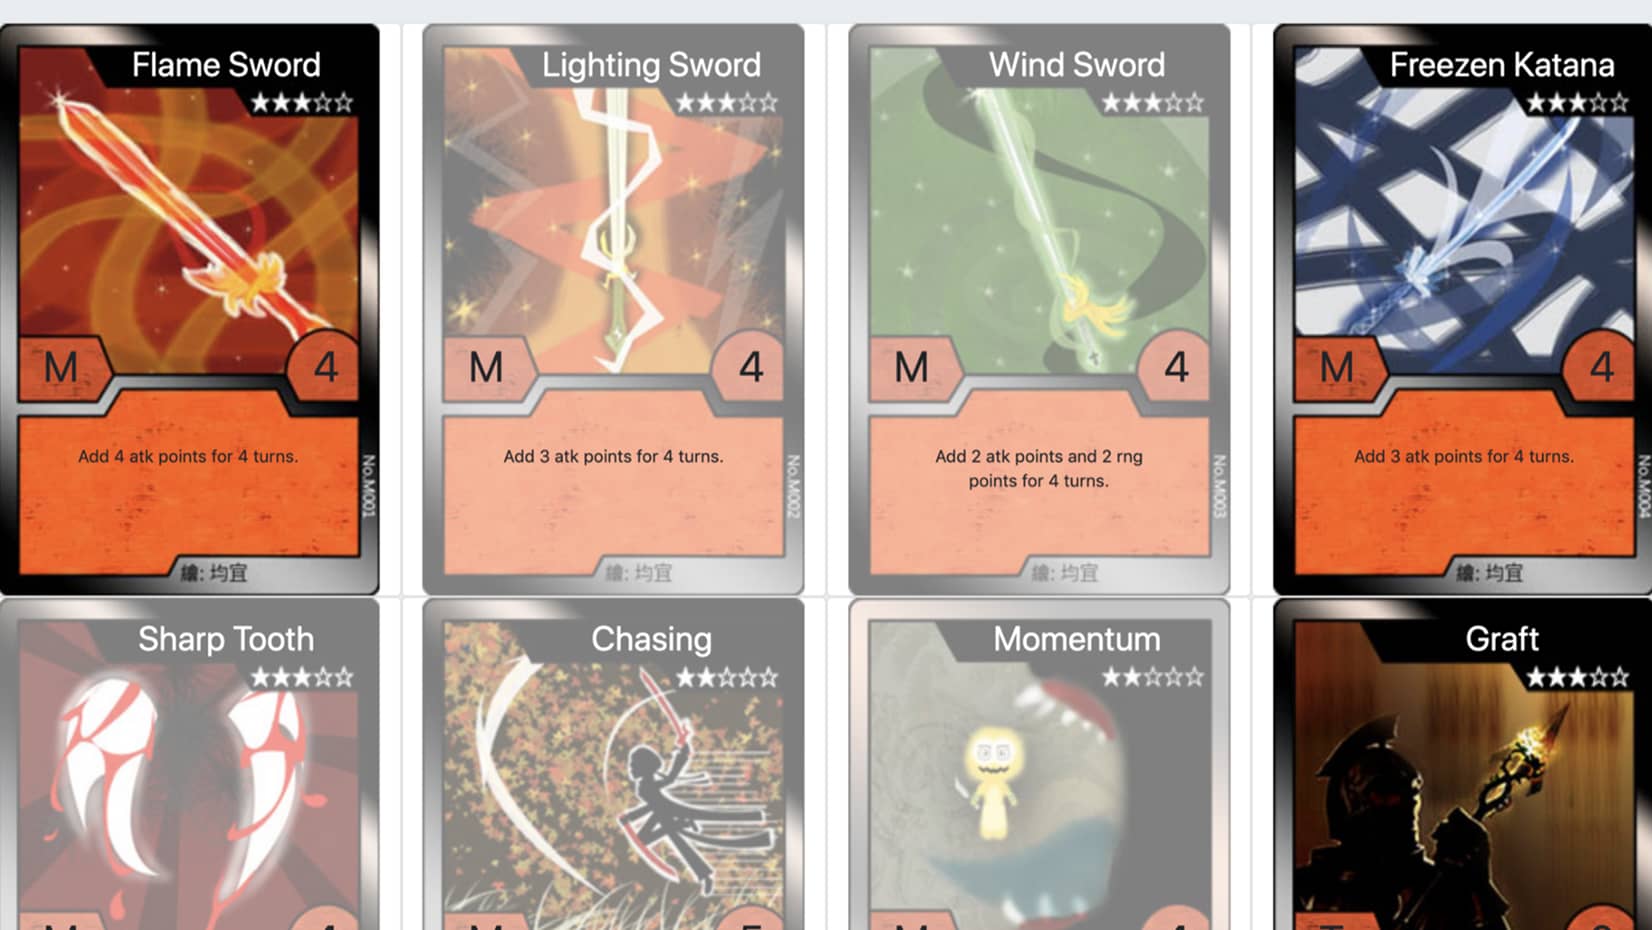 Flame Sword
★★★☆☆
M
4
Add 4 atk points for 4 turns.
No.M001
繪: 均宜
Lighting Sword
★★★☆☆
M
4
Add 3 atk points for 4 turns.
No.M002
繪: 均宜
Wind Sword
★★★☆☆
M
4
Add 2 atk points and 2 rng
points for 4 turns.
No.M003
繪: 均宜
Freezen Katana
★★★☆☆
M
4
Add 3 atk points for 4 turns.
No.M04
繪: 均宜
Sharp Tooth
★★★☆☆
Chasing
★★☆☆☆
Momentum
★★☆☆☆
Graft
★★★☆☆